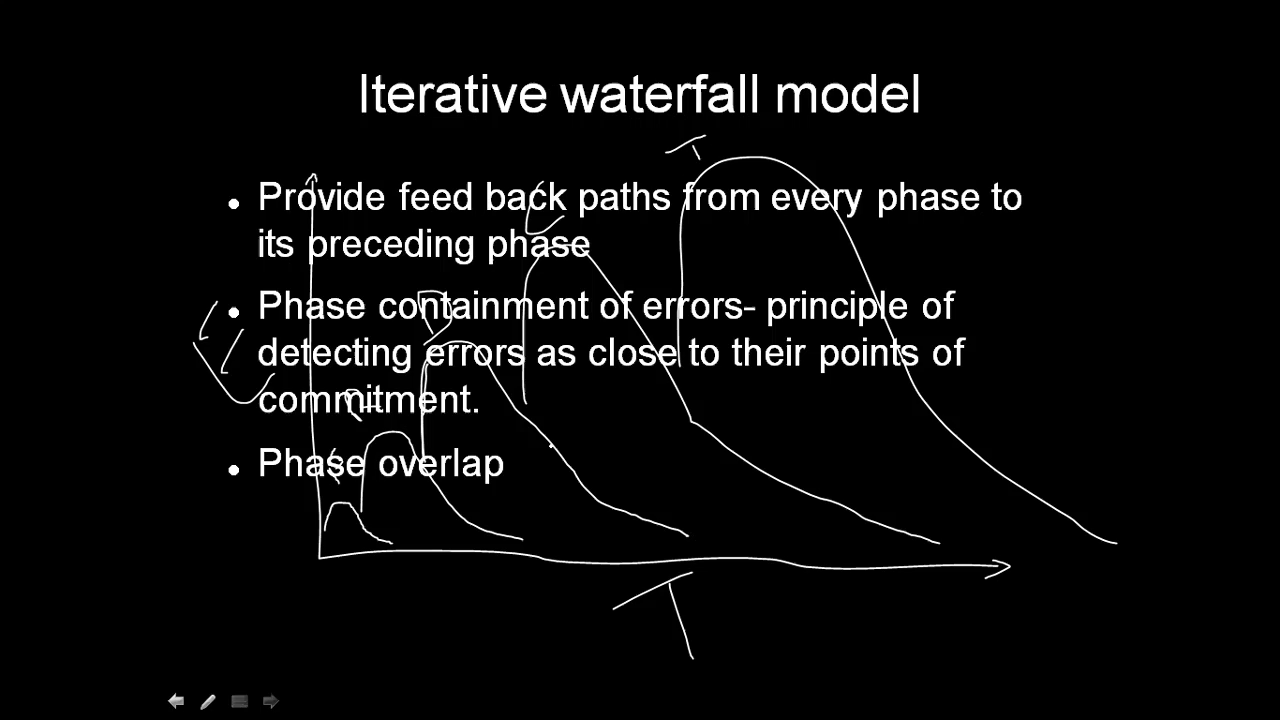 Iterative waterfall model
• Provide feed back paths from every phase to
its preceding phase
• Phase containment of errors- principle of
detecting errors as close to their points of
commitment.
• Phase overlap
T
T